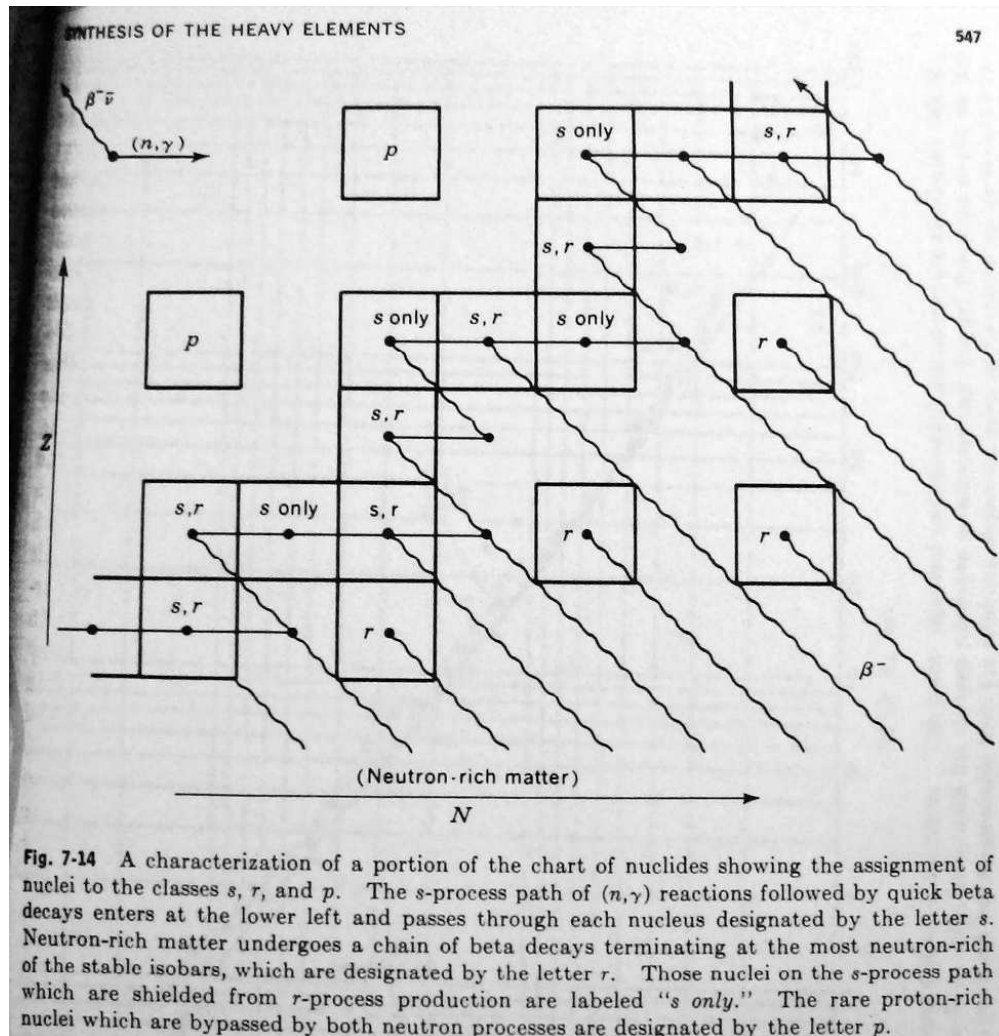 SYNTHESIS OF THE HEAVY ELEMENTS 547
β⁻ν̄
(n,γ)
p
s only
s,r
s,r
p
s only
s,r
s only
r
Z
s,r
s,r
s only
s,r
r
r
s,r
r
β⁻
(Neutron-rich matter)
N
Fig. 7-14 A characterization of a portion of the chart of nuclides showing the assignment of
nuclei to the classes s, r, and p. The s-process path of (n,γ) reactions followed by quick beta
decays enters at the lower left and passes through each nucleus designated by the letter s.
Neutron-rich matter undergoes a chain of beta decays terminating at the most neutron-rich
of the stable isobars, which are designated by the letter r. Those nuclei on the s-process path
which are shielded from r-process production are labeled “s only.” The rare proton-rich
nuclei which are bypassed by both neutron processes are designated by the letter p.